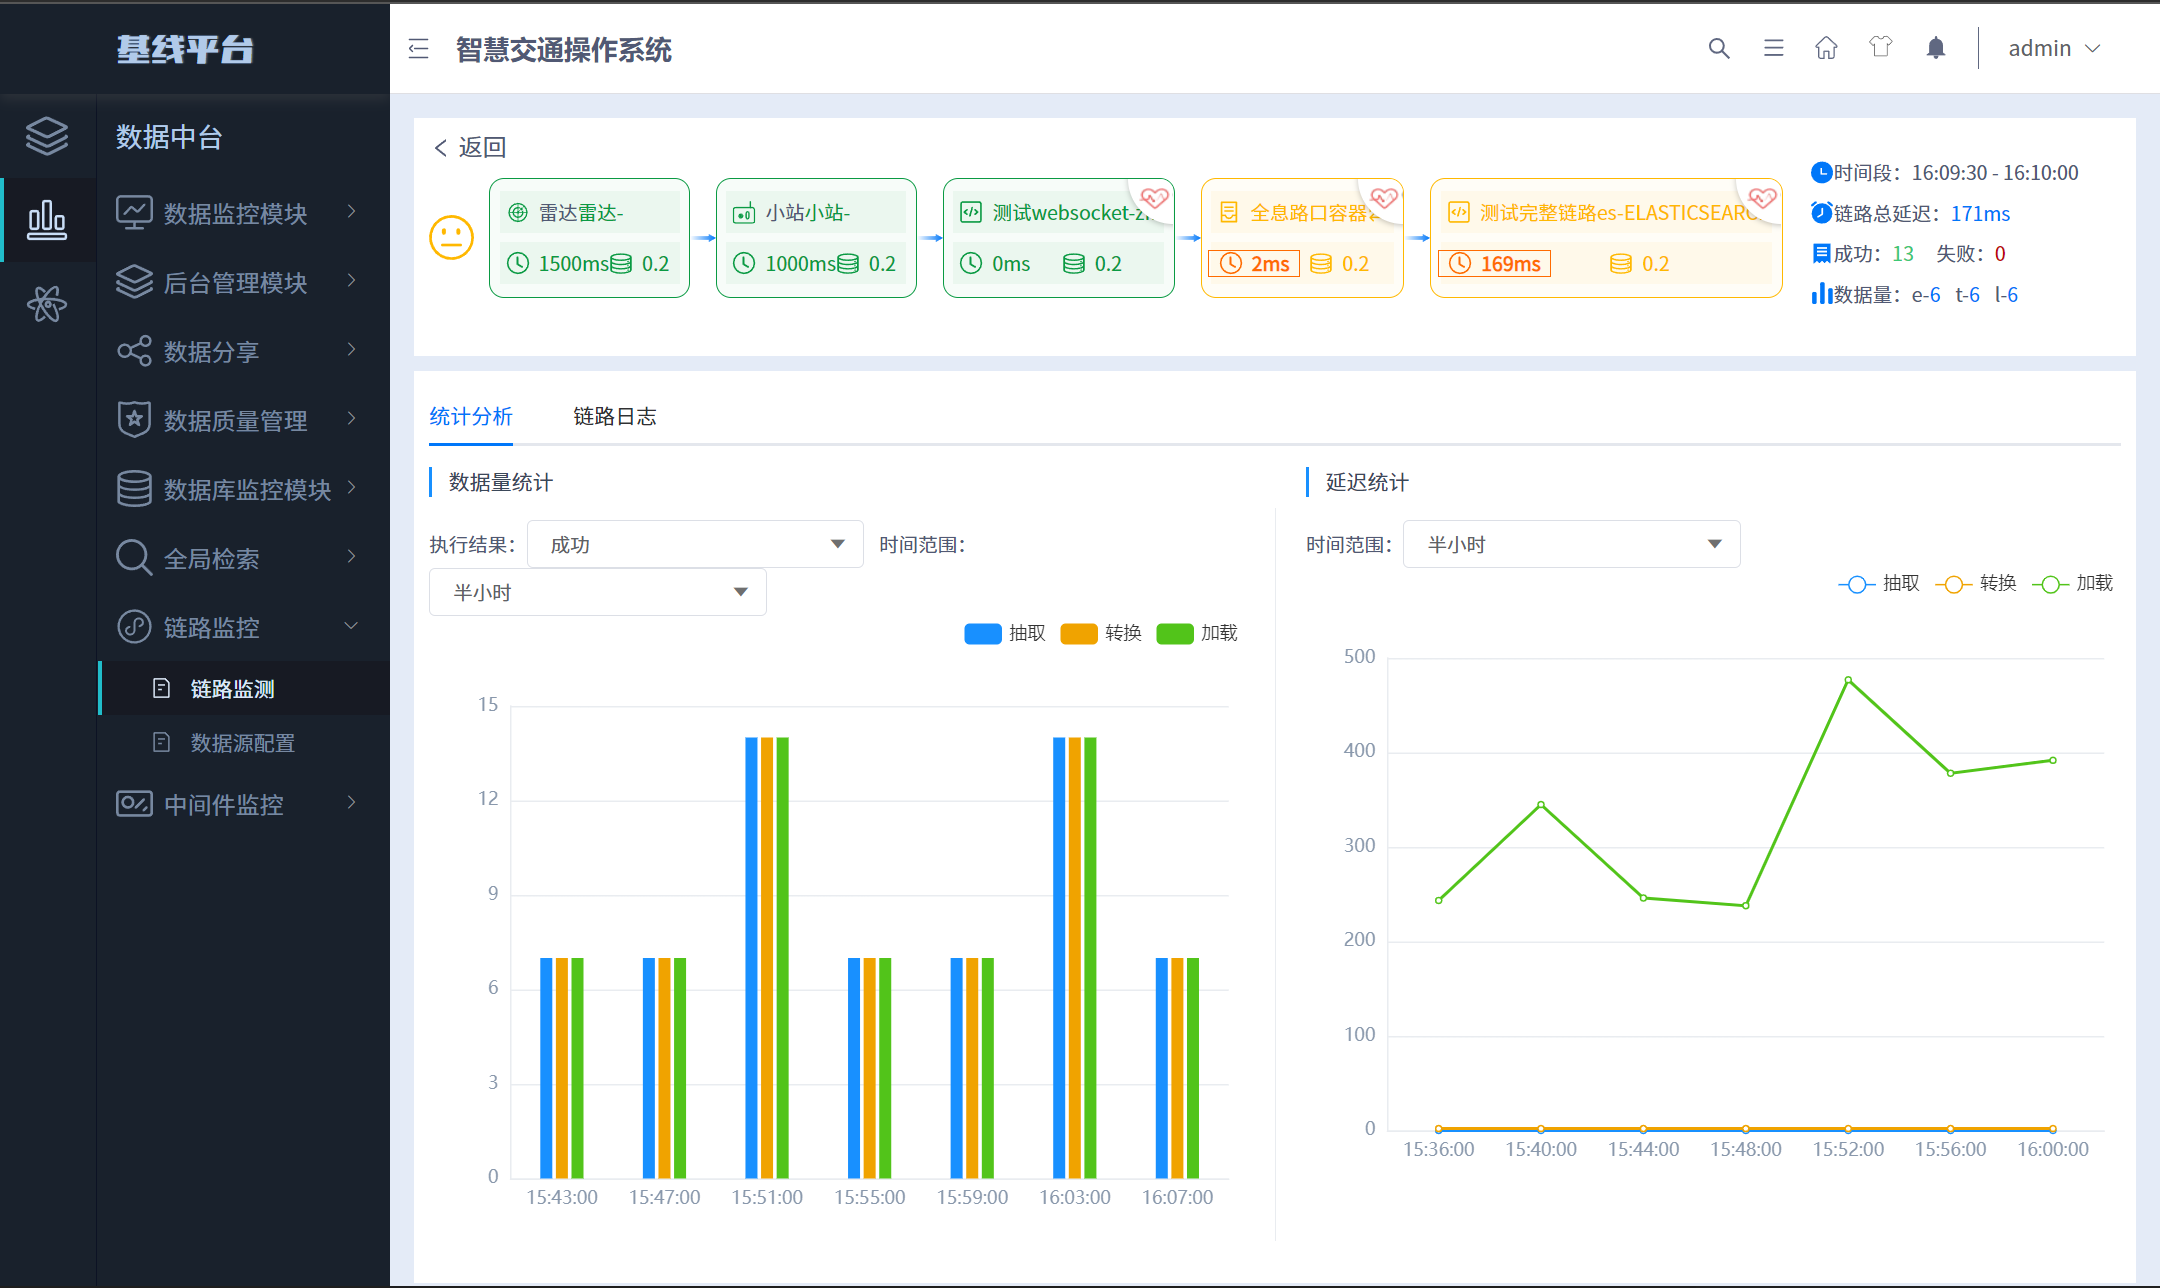 基线平台
智慧交通操作系统
admin
数据中台
数据监控模块
后台管理模块
数据分享
数据质量管理
数据库监控模块
全局检索
链路监控
链路监测
数据源配置
中间件监控
返回
雷达雷达-
1500ms 0.2
小站小站-
1000ms 0.2
测试websocket-z
0ms 0.2
全息路口容器
2ms 0.2
测试完整链路es-ELASTICSEAR
169ms 0.2
时间段：16:09:30 - 16:10:00
链路总延迟：171ms
成功：13 失败：0
数据量：e-6 t-6 l-6
统计分析 链路日志
数据量统计
执行结果： 成功 时间范围：
半小时
抽取 转换 加载
15
12
9
6
3
0
15:43:00 15:47:00 15:51:00 15:55:00 15:59:00 16:03:00 16:07:00
延迟统计
时间范围： 半小时
抽取 转换 加载
500
400
300
200
100
0
15:36:00 15:40:00 15:44:00 15:48:00 15:52:00 15:56:00 16:00:00